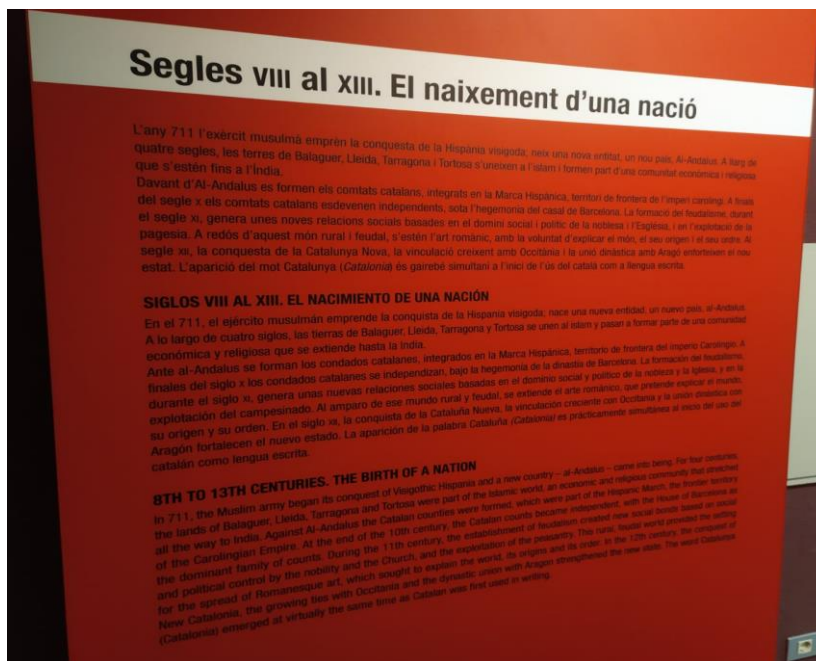 Segles VIII al XIII. El naixement d'una nació
L'any 711 l'exèrcit musulmà emprèn la conquesta de la Hispània visigoda; neix una nova entitat, un nou país, Al-Andalus. A llarg de
quatre segles, les terres de Balaguer, Lleida, Tarragona i Tortosa s'uneixen a l'islam i formen part d'una comunitat econòmica i religiosa
que s'estén fins a l'Índia.
Davant d'Al-Andalus es formen els comtats catalans, integrats en la Marca Hispànica, territori de frontera de l'imperi carolingi. A finals
del segle X els comtats catalans esdevenen independents, sota l'hegemonia del casal de Barcelona. La formació del feudalisme, durant
el segle XI, genera unes noves relacions socials basades en el domini social i polític de la noblesa i l'Església, i en l'explotació de la
pagesia. A redós d'aquest món rural i feudal, s'estén l'art romànic, amb la voluntat d'explicar el món, el seu origen i el seu ordre. Al
segle XII, la conquesta de la Catalunya Nova, la vinculació creixent amb Occitània i la unió dinàstica amb Aragó enforteixen el nou
estat. L'aparició del mot Catalunya (Catalonia) és gairebé simultani a l'inici de l'ús del català com a llengua escrita.
SIGLOS VIII AL XIII. EL NACIMIENTO DE UNA NACIÓN
En el 711, el ejército musulmán emprende la conquista de la Hispania visigoda; nace una nueva entidad, un nuevo país, al-Andalus.
A lo largo de cuatro siglos, las tierras de Balaguer, Lleida, Tarragona y Tortosa se unen al islam y pasan a formar parte de una comunidad
económica y religiosa que se extiende hasta la India.
Ante al-Andalus se forman los condados catalanes, integrados en la Marca Hispánica, territorio de frontera del Imperio Carolingio. A
finales del siglo X los condados catalanes se independizan, bajo la hegemonía de la dinastía de Barcelona. La formación del feudalismo,
durante el siglo XI, genera unas nuevas relaciones sociales basadas en el dominio social y político de la nobleza y la Iglesia, y en la
explotación del campesinado. Al amparo de ese mundo rural y feudal, se extiende el arte románico, que pretende explicar el mundo,
su origen y su orden. En el siglo XII, la conquista de la Cataluña Nueva, la vinculación creciente con Occitania y la unión dinástica con
Aragón fortalecen el nuevo estado. La aparición de la palabra Cataluña (Catalonia) es prácticamente simultánea al inicio del uso del
catalán como lengua escrita.
8TH TO 13TH CENTURIES. THE BIRTH OF A NATION
In 711, the Muslim army began its conquest of Visigothic Hispania and a new country – al-Andalus – came into being. For four centuries,
the lands of Balaguer, Lleida, Tarragona and Tortosa were part of the Islamic world, an economic and religious community that stretched
all the way to India. Against Al-Andalus the Catalan counties were formed, which were part of the Hispanic March, the frontier territory
of the Carolingian Empire. At the end of the 10th century, the Catalan counts became independent, with the House of Barcelona as
the dominant family of counts. During the 11th century, the establishment of feudalism created new social bonds based on social
and political control by the nobility and the Church, and the exploitation of the peasantry. This rural, feudal world provided the setting
for the spread of Romanesque art, which sought to explain the world, its origins and its order. In the 12th century, the conquest of
New Catalonia, the growing ties with Occitania and the dynastic union with Aragon strengthened the new state. The word Catalunya
(Catalonia) emerged at virtually the same time as Catalan was first used in writing.